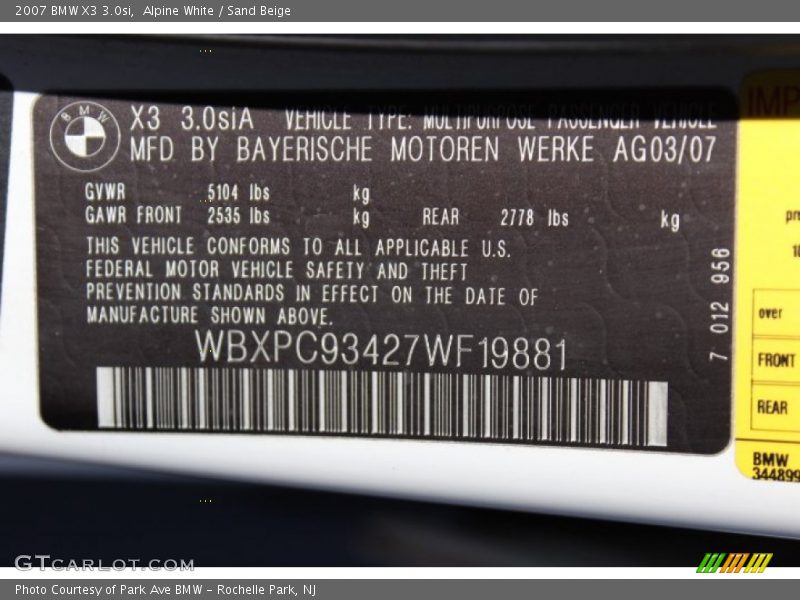 2007 BMW X3 3.0si, Alpine White / Sand Beige
BMW
X3 3.0siA VEHICLE TYPE: MULTIPURPOSE PASSENGER VEHICLE
MFD BY BAYERISCHE MOTOREN WERKE AG03/07
GVWR 5104 lbs kg
GAWR FRONT 2535 lbs kg REAR 2778 lbs kg
THIS VEHICLE CONFORMS TO ALL APPLICABLE U.S.
FEDERAL MOTOR VEHICLE SAFETY AND THEFT
PREVENTION STANDARDS IN EFFECT ON THE DATE OF
MANUFACTURE SHOWN ABOVE.
WBXPC93427WF19881
7 012 956
IMP
over
FRONT
REAR
BMW
344899
GTCARLOT.COM
Photo Courtesy of Park Ave BMW - Rochelle Park, NJ